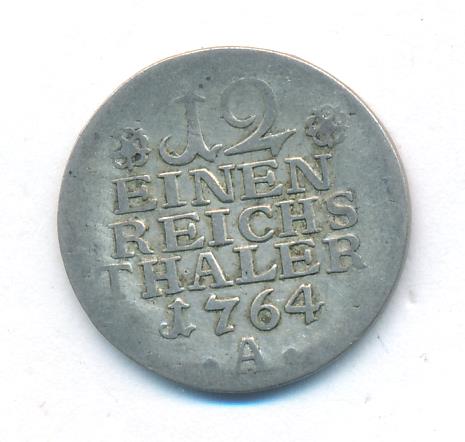 12
EINEN
REICHS
THALER
1764
A